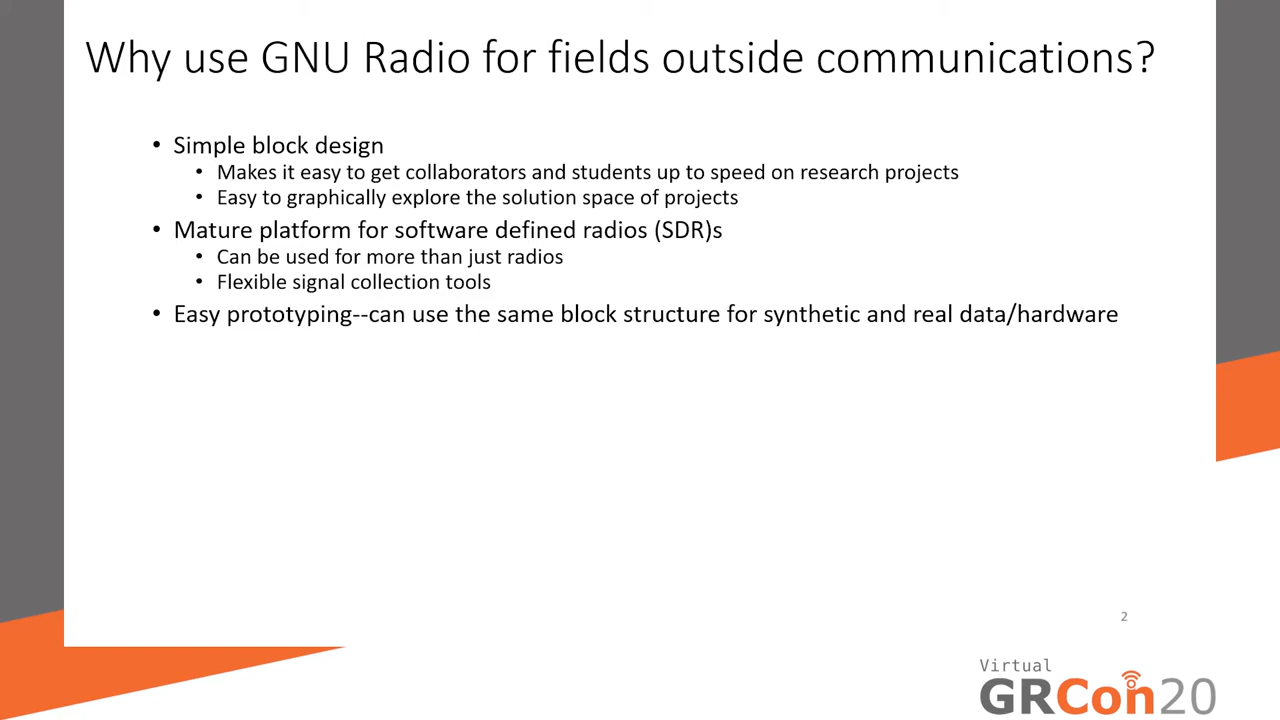 Why use GNU Radio for fields outside communications?
• Simple block design
• Makes it easy to get collaborators and students up to speed on research projects
• Easy to graphically explore the solution space of projects
• Mature platform for software defined radios (SDR)s
• Can be used for more than just radios
• Flexible signal collection tools
• Easy prototyping--can use the same block structure for synthetic and real data/hardware
2
Virtual
GRCon20